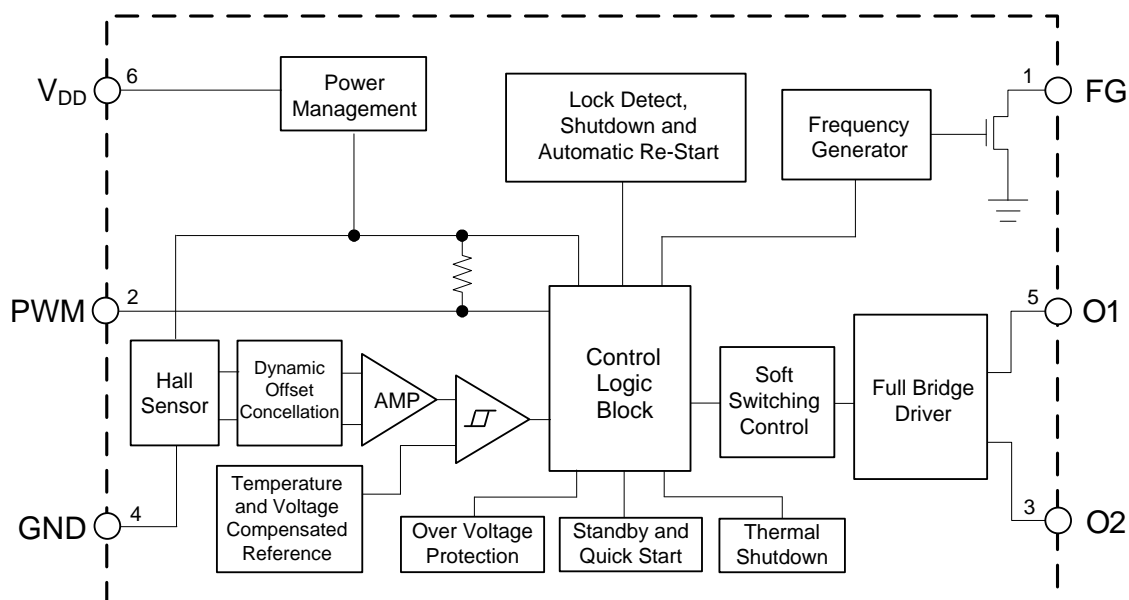 6
V_DD
Power
Management
Lock Detect,
Shutdown and
Automatic Re-Start
Frequency
Generator
1
FG
2
PWM
Hall
Sensor
Dynamic
Offset
Concellation
AMP
Control
Logic
Block
Soft
Switching
Control
Full Bridge
Driver
5
O1
4
GND
Temperature
and Voltage
Compensated
Reference
Over Voltage
Protection
Standby and
Quick Start
Thermal
Shutdown
3
O2